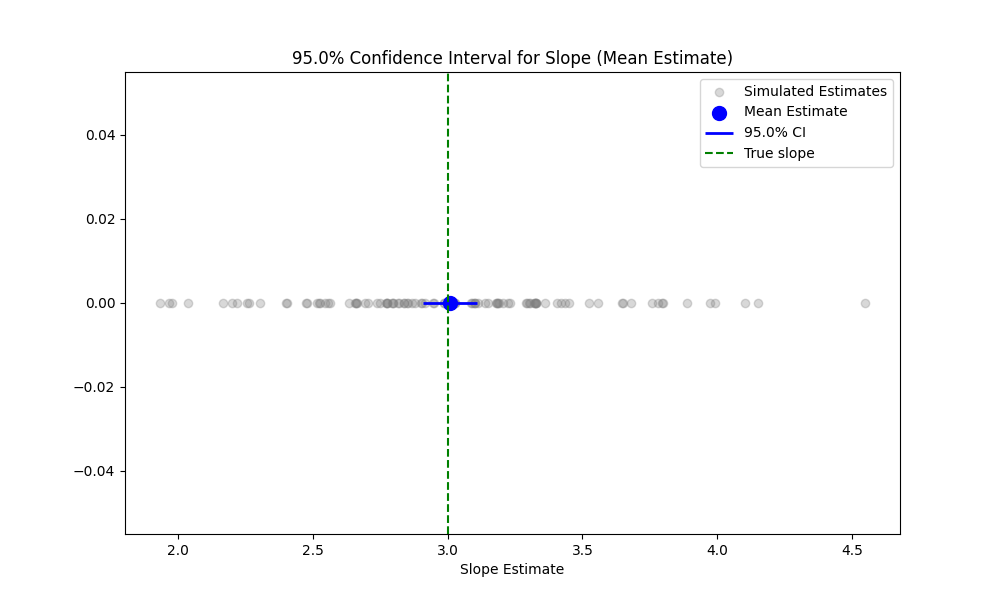 95.0% Confidence Interval for Slope (Mean Estimate)
Simulated Estimates
Mean Estimate
95.0% CI
True slope
0.04
0.02
0.00
−0.02
−0.04
2.0 2.5 3.0 3.5 4.0 4.5
Slope Estimate